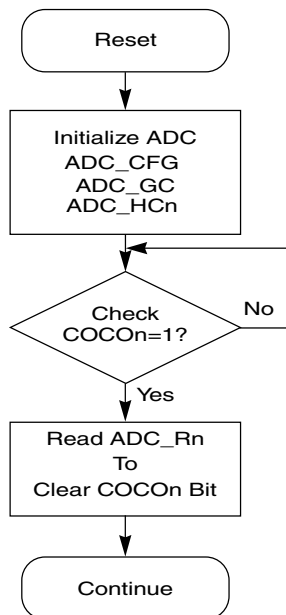 Reset
Initialize ADC
ADC_CFG
ADC_GC
ADC_HCn
Check
COCOn=1?
No
Yes
Read ADC_Rn
To
Clear COCOn Bit
Continue